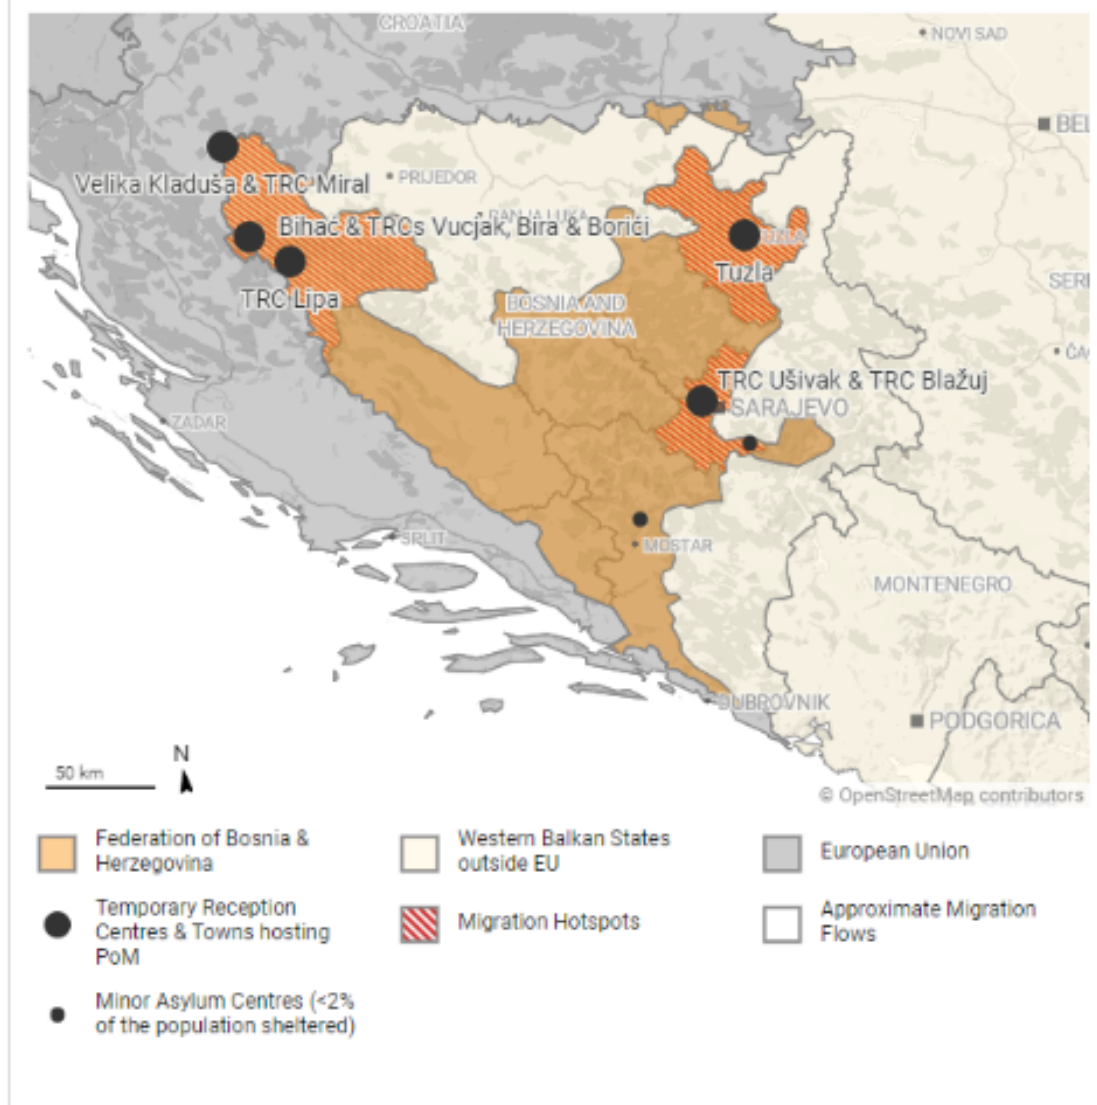 CROATIA
NOVI SAD
BEL
Velika Kladuša & TRC Miral
PRIJEDOR
BANJA LUKA
Bihać & TRCs Vucjak, Bira & Borići
TUZLA
Tuzla
TRC Lipa
BOSNIA AND
HERZEGOVINA
SERI
ČA
TRC Ušivak & TRC Blažuj
SARAJEVO
ZADAR
SPLIT
MOSTAR
MONTENEGRO
DUBROVNIK
PODGORICA
50 km
N
© OpenStreetMap contributors
Federation of Bosnia &
Herzegovina
Western Balkan States
outside EU
European Union
Temporary Reception
Centres & Towns hosting
PoM
Migration Hotspots
Approximate Migration
Flows
Minor Asylum Centres (<2%
of the population sheltered)